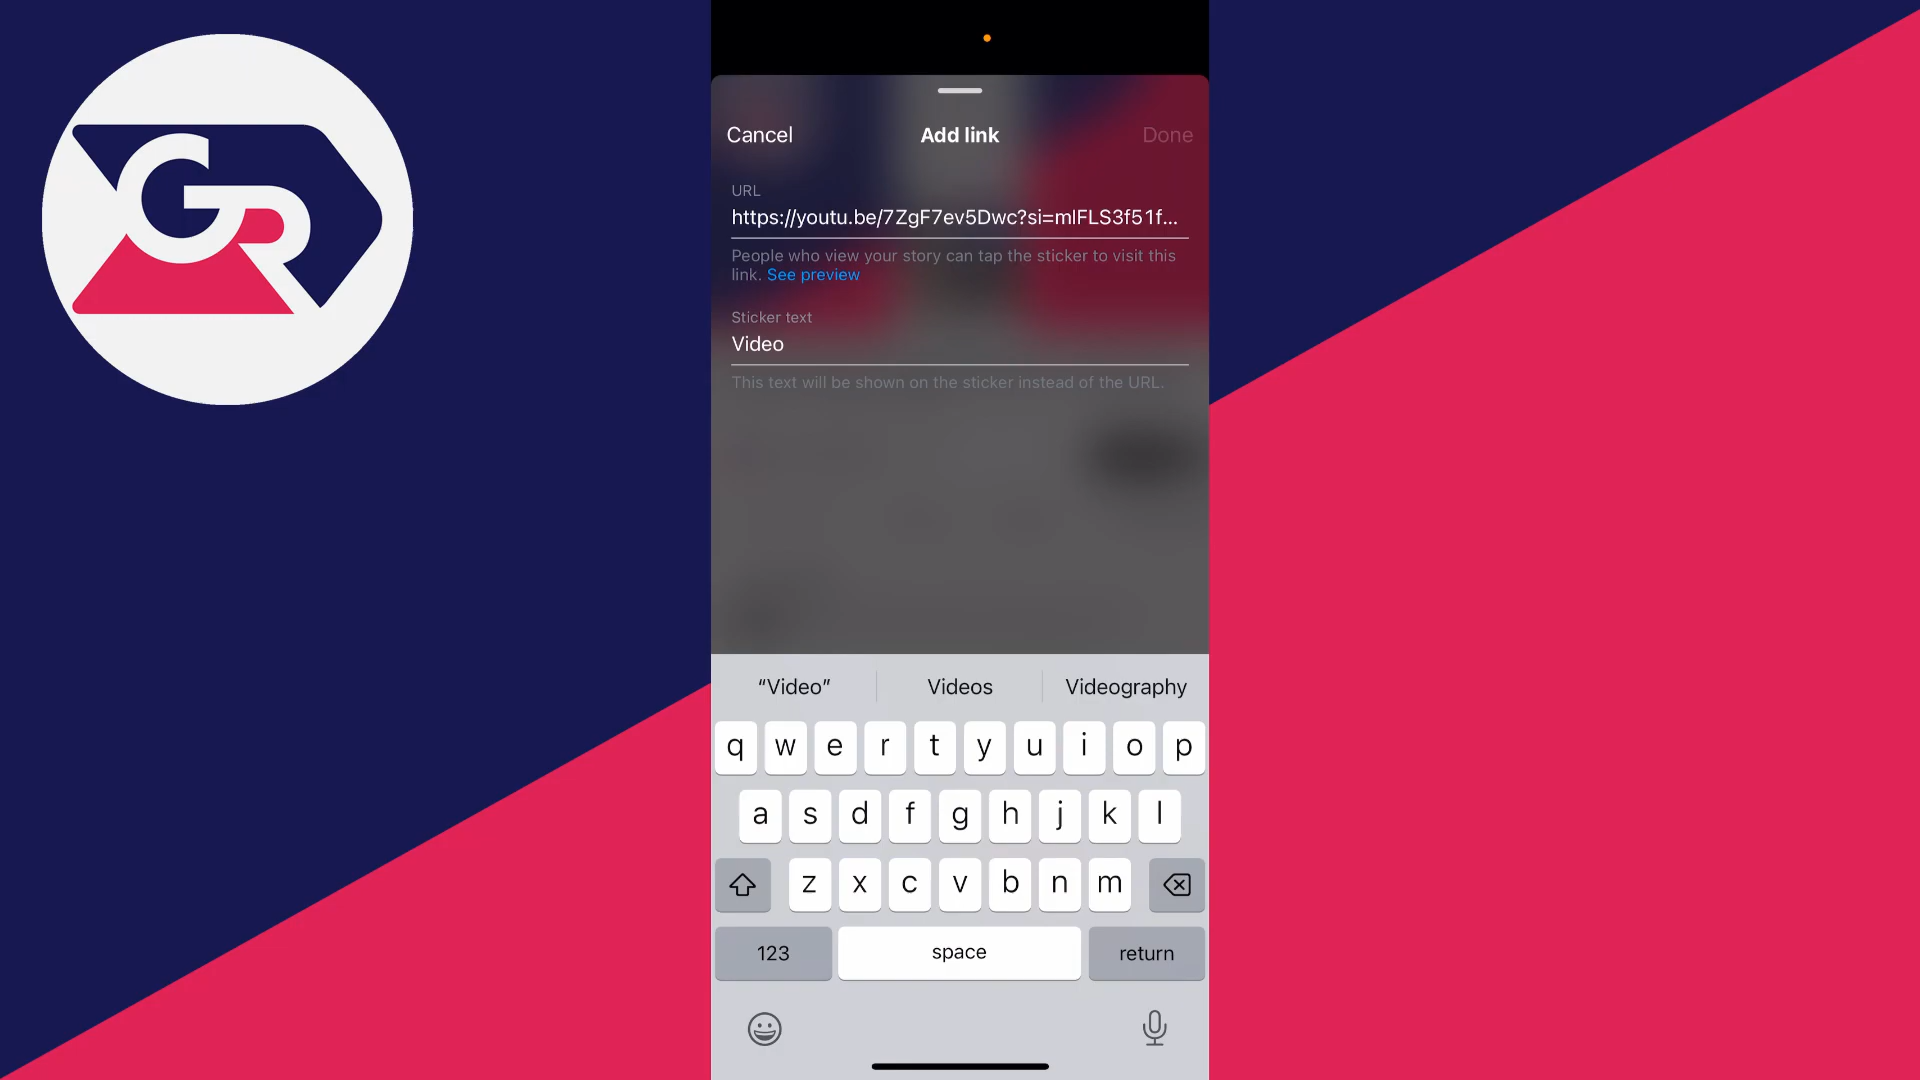 GR
Cancel
Add link
Done
URL
https://youtu.be/7ZgF7ev5Dwc?si=mIFLS3f51f...
People who view your story can tap the sticker to visit this
link. See preview
Sticker text
Video
This text will be shown on the sticker instead of the URL.
“Video” Videos Videography
q w e r t y u i o p
a s d f g h j k l
z x c v b n m
123 space return